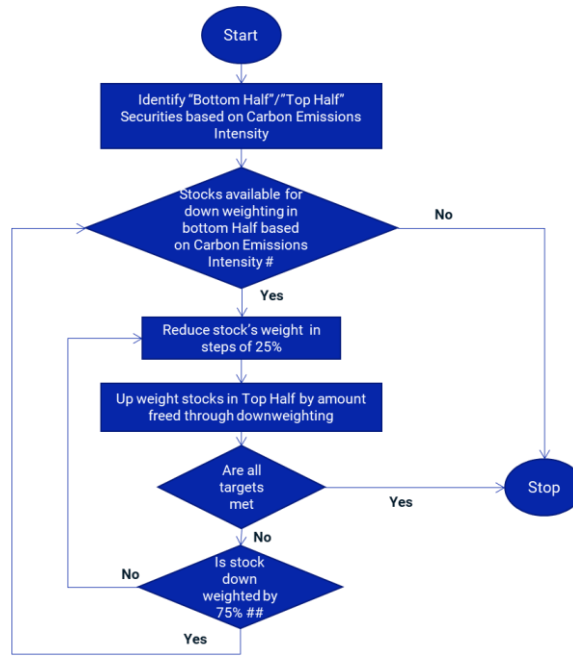 Start
Identify “Bottom Half”/”Top Half”
Securities based on Carbon Emissions
Intensity
Stocks available for
down weighting in
bottom Half based
on Carbon Emissions
Intensity #
No
Yes
Reduce stock’s weight in
steps of 25%
Up weight stocks in Top Half by amount
freed through downweighting
Are all
targets
met
Yes
Stop
No
Is stock
down
weighted by
75% ##
No
Yes